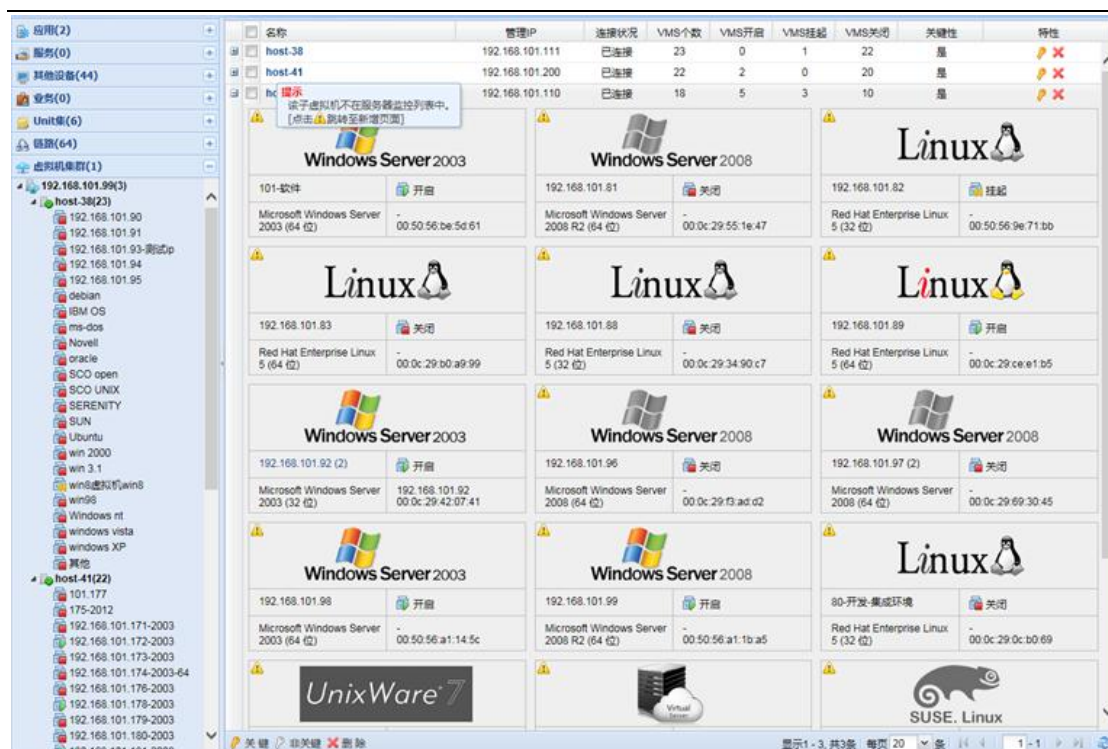 应用(2)
服务(0)
其他设备(44)
业务(0)
Unit集(6)
链路(64)
虚拟机集群(1)
192.168.101.99(3)
host-38(23)
192.168.101.90
192.168.101.91
192.168.101.93-测试ip
192.168.101.94
192.168.101.95
debian
IBM OS
ms-dos
Novell
oracle
SCO open
SCO UNIX
SERENITY
SUN
Ubuntu
win 2000
win 3.1
win8虚拟机win8
win98
Windows nt
windows vista
windows XP
其他
host-41(22)
101.177
175-2012
192.168.101.171-2003
192.168.101.172-2003
192.168.101.173-2003
192.168.101.174-2003-64
192.168.101.176-2003
192.168.101.178-2003
192.168.101.179-2003
192.168.101.180-2003
名称 管理IP 连接状况 VMS个数 VMS开启 VMS挂起 VMS关闭 关键性 特性
host-38 192.168.101.111 已连接 23 0 1 22 是
host-41 192.168.101.200 已连接 22 2 0 20 是
192.168.101.110 已连接 18 5 3 10 是
提示
该子虚拟机不在服务器监控列表中。
[点击 跳转至新增页面]
Windows Server 2003 Windows Server 2008 Linux
101-软件 开启 192.168.101.81 关闭 192.168.101.82 挂起
Microsoft Windows Server 2003 (64 位) - 00:50:56:be:5d:61 Microsoft Windows Server 2008 R2 (64 位) - 00:0c:29:55:1e:47 Red Hat Enterprise Linux 5 (32 位) - 00:50:56:9e:71:bb
Linux Linux Linux
192.168.101.83 关闭 192.168.101.88 关闭 192.168.101.89 开启
Red Hat Enterprise Linux 5 (64 位) - 00:0c:29:b0:a9:99 Red Hat Enterprise Linux 5 (32 位) - 00:0c:29:34:90:c7 Red Hat Enterprise Linux 5 (64 位) - 00:0c:29:ce:e1:b5
Windows Server 2003 Windows Server 2008 Windows Server 2008
192.168.101.92 (2) 开启 192.168.101.96 关闭 192.168.101.97 (2) 关闭
Microsoft Windows Server 2003 (32 位) 192.168.101.92 00:0c:29:42:07:41 Microsoft Windows Server 2008 (64 位) - 00:0c:29:f3:ad:d2 Microsoft Windows Server 2008 (64 位) - 00:0c:29:69:30:45
Windows Server 2003 Windows Server 2008 Linux
192.168.101.98 开启 192.168.101.99 开启 80-开发-集成环境 关闭
Microsoft Windows Server 2003 (64 位) - 00:50:56:a1:14:5c Microsoft Windows Server 2008 R2 (64 位) - 00:50:56:a1:1b:a5 Red Hat Enterprise Linux 5 (32 位) - 00:0c:29:0c:b0:69
UnixWare 7 Virtual Server SUSE. Linux
关键 非关键 删除 显示1 - 3, 共3条 每页 20 条 1 - 1